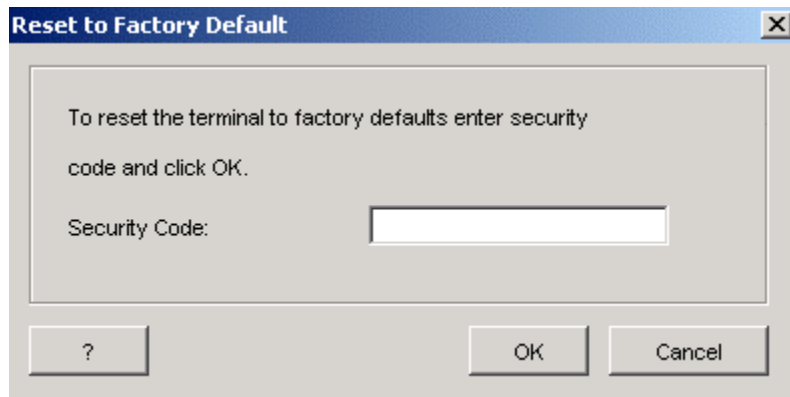 Reset to Factory Default
To reset the terminal to factory defaults enter security
code and click OK.
Security Code:
?
OK
Cancel